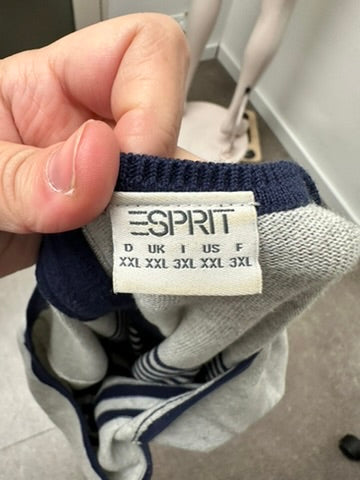 ESPRIT
D UK I US F
XXL XXL 3XL XXL 3XL